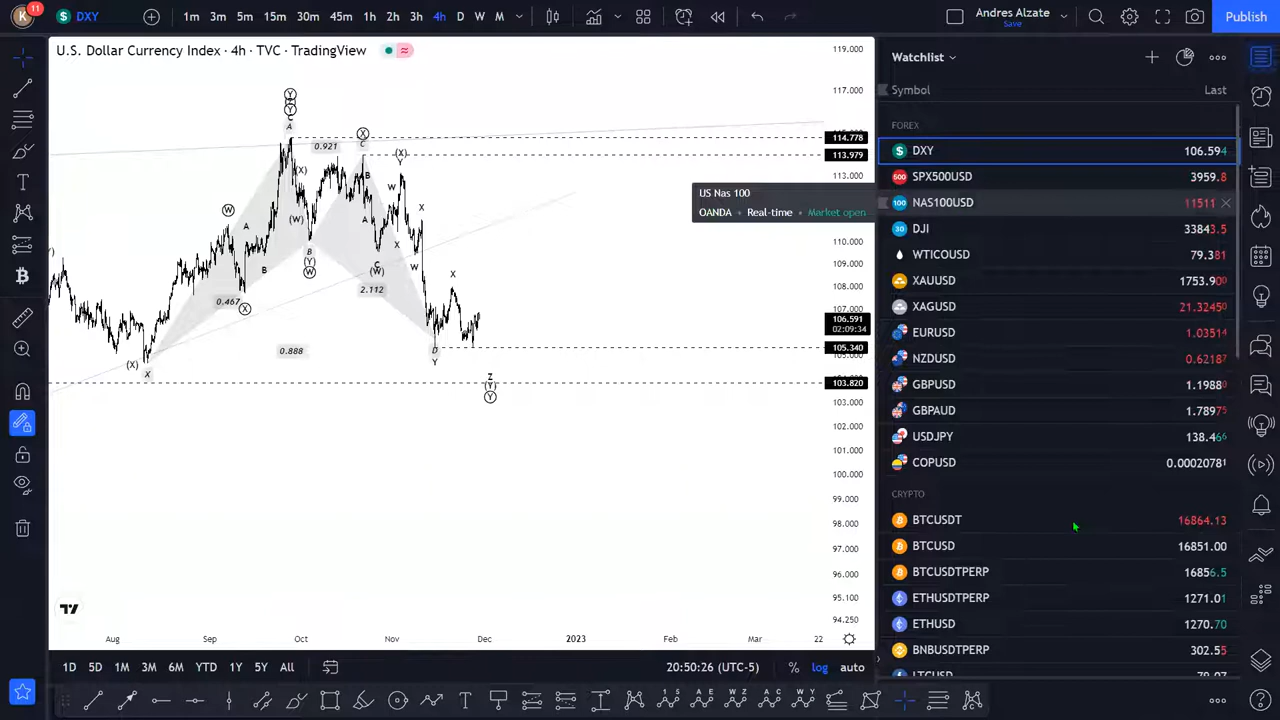 K 11 DXY 1m 3m 5m 15m 30m 45m 1h 2h 3h 4h D W M Andres Alzate Save Publish
U.S. Dollar Currency Index · 4h · TVC · TradingView
119.000
117.000
114.778
113.979
113.000
110.000
109.000
108.000
107.000
106.591
02:09:34
105.340
105.000
103.820
103.000
102.000
101.000
100.000
99.000
98.000
97.000
96.000
95.100
94.250
Y
Y
A
X
C
0.921
(X)
Y
(X)
B
W
X
W
A
(W)
A
X
B
B
Y
W
C
(W)
W
X
2.112
0.467
X
0.888
(X)
X
D
Y
Z
Y
Y
US Nas 100
OANDA • Real-time • Market open
Aug Sep Oct Nov Dec 2023 Feb Mar 22
1D 5D 1M 3M 6M YTD 1Y 5Y All 20:50:26 (UTC-5) % log auto
Watchlist
Symbol Last
FOREX
DXY 106.594
SPX500USD 3959.8
NAS100USD 11511
DJI 33843.5
WTICOUSD 79.381
XAUUSD 1753.900
XAGUSD 21.32450
EURUSD 1.03514
NZDUSD 0.62187
GBPUSD 1.19880
GBPAUD 1.78975
USDJPY 138.466
COPUSD 0.00020781
CRYPTO
BTCUSDT 16864.13
BTCUSD 16851.00
BTCUSDTPERP 16856.5
ETHUSDTPERP 1271.01
ETHUSD 1270.70
BNBUSDTPERP 302.55